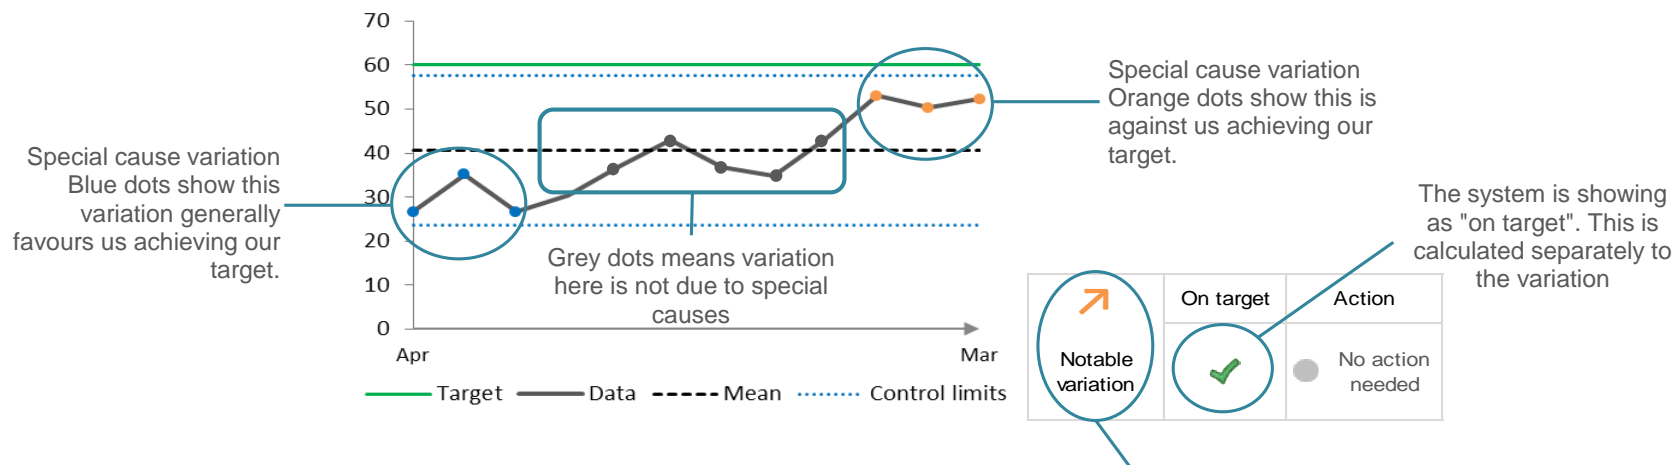 70
60
50
40
30
20
10
0
Apr
Mar
Target
Data
Mean
Control limits
Special cause variation
Blue dots show this
variation generally
favours us achieving our
target.
Grey dots means variation
here is not due to special
causes
Special cause variation
Orange dots show this is
against us achieving our
target.
The system is showing
as "on target". This is
calculated separately to
the variation
On target
Action
Notable
variation
No action
needed